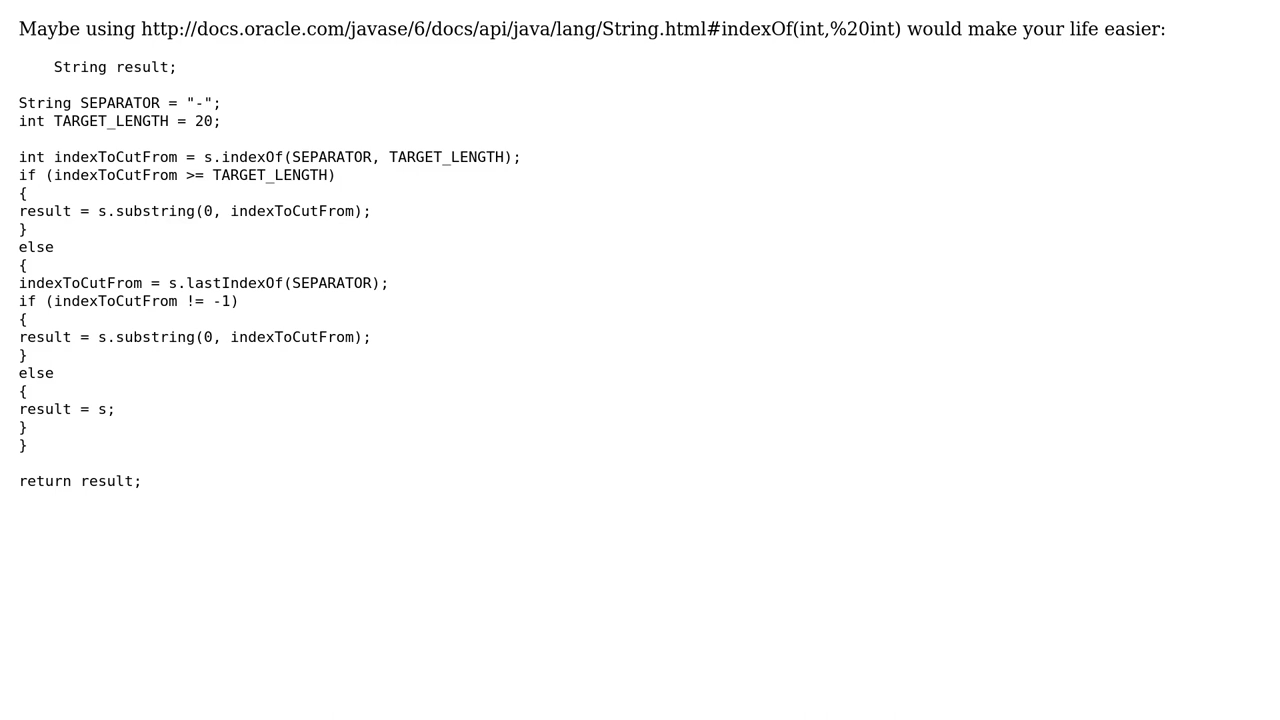 Maybe using http://docs.oracle.com/javase/6/docs/api/java/lang/String.html#indexOf(int,%20int) would make your life easier:
String result;
String SEPARATOR = "-";
int TARGET_LENGTH = 20;
int indexToCutFrom = s.indexOf(SEPARATOR, TARGET_LENGTH);
if (indexToCutFrom >= TARGET_LENGTH)
{
result = s.substring(0, indexToCutFrom);
}
else
{
indexToCutFrom = s.lastIndexOf(SEPARATOR);
if (indexToCutFrom != -1)
{
result = s.substring(0, indexToCutFrom);
}
else
{
result = s;
}
}
return result;